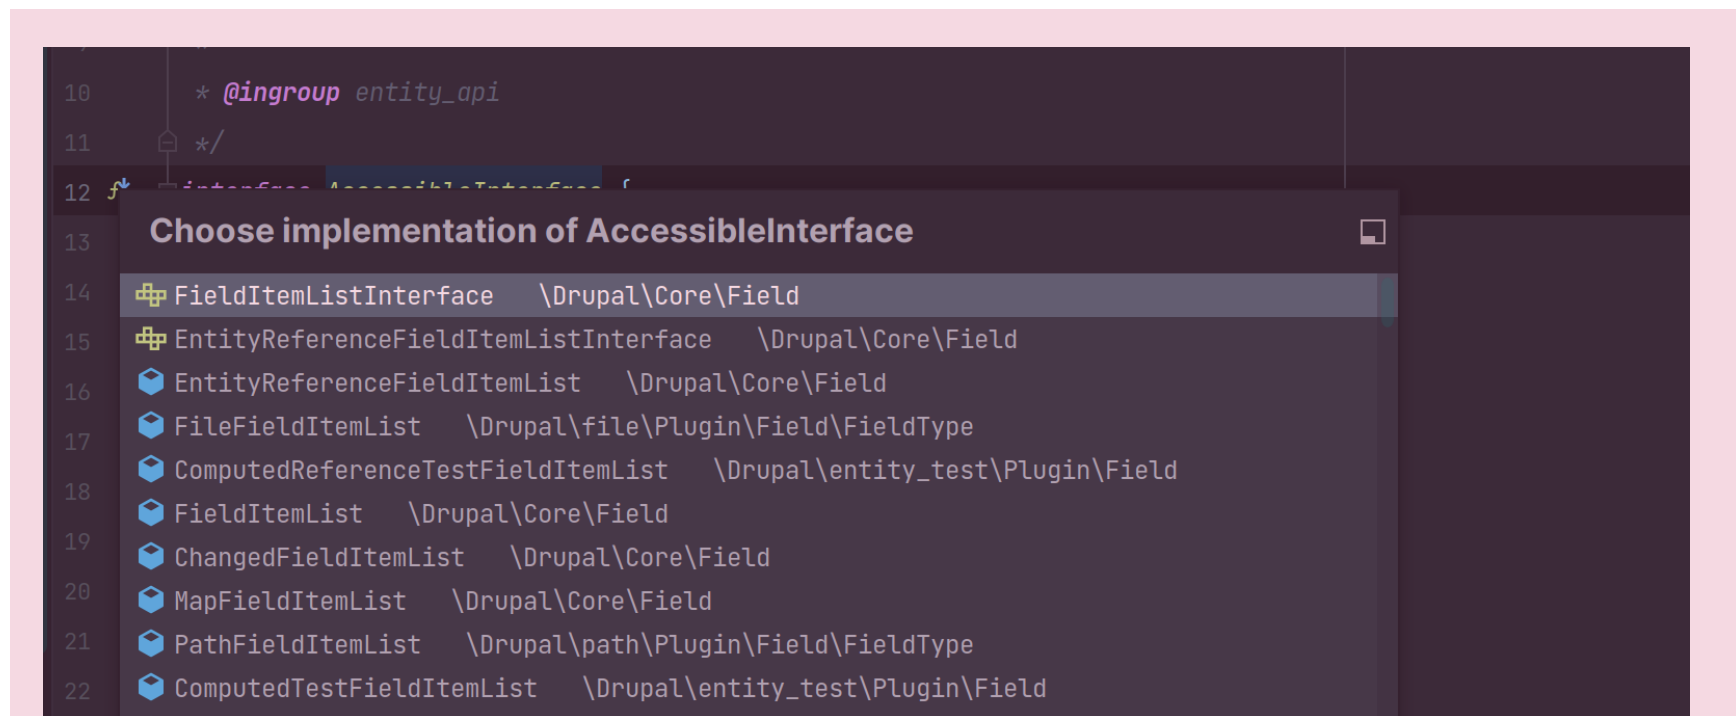 10 * @ingroup entity_api
11 */
12 interface AccessibleInterface {
Choose implementation of AccessibleInterface
13
14 FieldItemListInterface \Drupal\Core\Field
15 EntityReferenceFieldItemListInterface \Drupal\Core\Field
16 EntityReferenceFieldItemList \Drupal\Core\Field
17 FileFieldItemList \Drupal\file\Plugin\Field\FieldType
ComputedReferenceTestFieldItemList \Drupal\entity_test\Plugin\Field
18
FieldItemList \Drupal\Core\Field
19
ChangedFieldItemList \Drupal\Core\Field
20 MapFieldItemList \Drupal\Core\Field
21 PathFieldItemList \Drupal\path\Plugin\Field\FieldType
22 ComputedTestFieldItemList \Drupal\entity_test\Plugin\Field